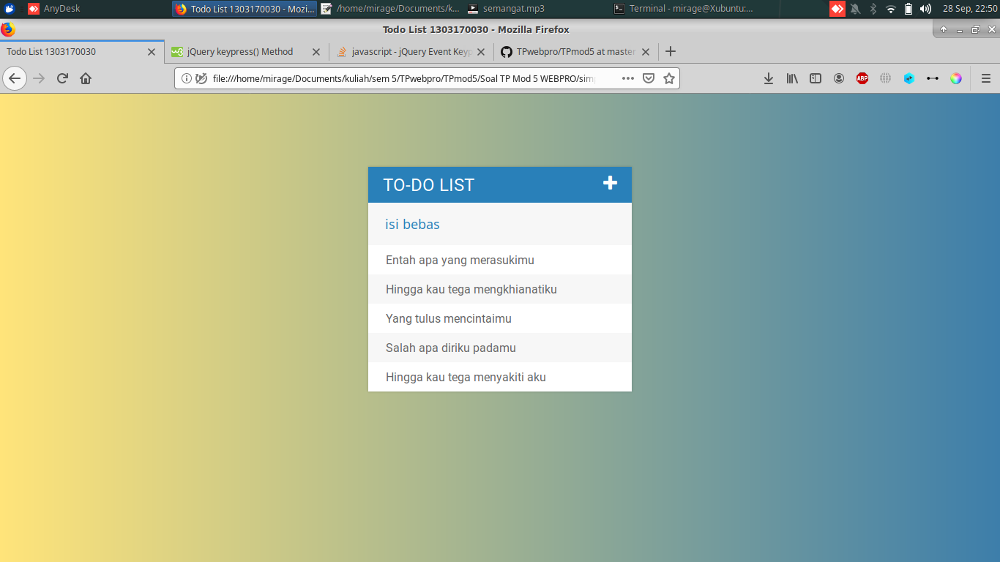 AnyDesk
Todo List 1303170030 - Mozi...
/home/mirage/Documents/k...
semangat.mp3
Terminal - mirage@Xubuntu:...
28 Sep, 22:50
Todo List 1303170030 - Mozilla Firefox
Todo List 1303170030
jQuery keypress() Method
javascript - jQuery Event Keyp
TPwebpro/TPmod5 at master
file:///home/mirage/Documents/kuliah/sem 5/TPwebpro/TPmod5/Soal TP Mod 5 WEBPRO/simp
ABP
TO-DO LIST
isi bebas
Entah apa yang merasukimu
Hingga kau tega mengkhianatiku
Yang tulus mencintaimu
Salah apa diriku padamu
Hingga kau tega menyakiti aku